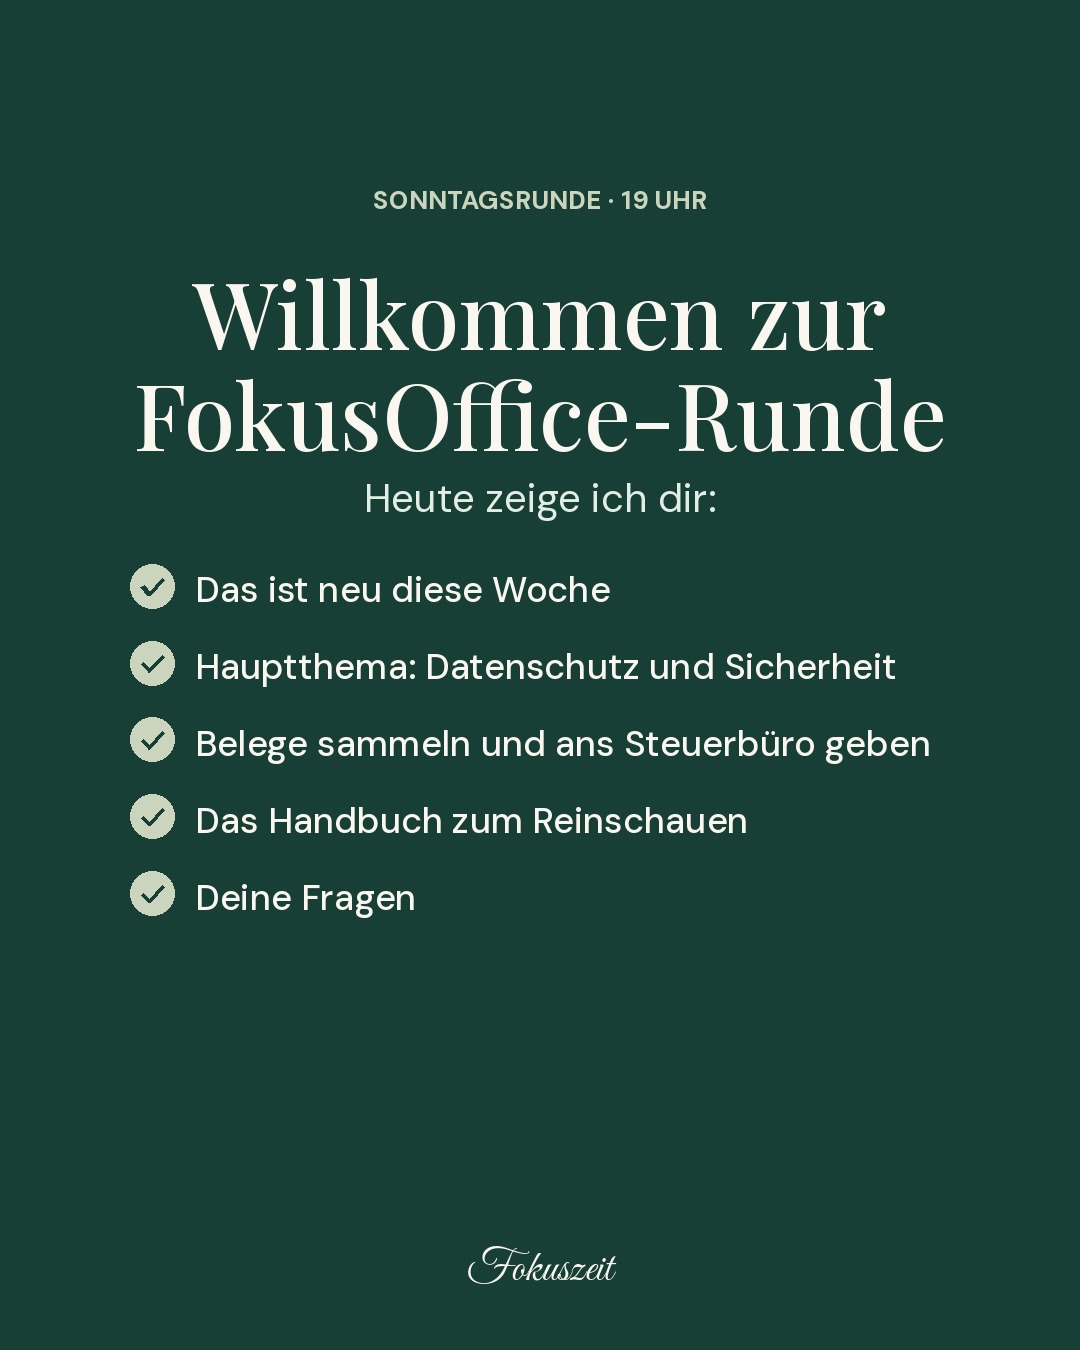 SONNTAGSRUNDE · 19 UHR
Willkommen zur
FokusOffice-Runde
Heute zeige ich dir:
Das ist neu diese Woche
Hauptthema: Datenschutz und Sicherheit
Belege sammeln und ans Steuerbüro geben
Das Handbuch zum Reinschauen
Deine Fragen
Fokuszeit